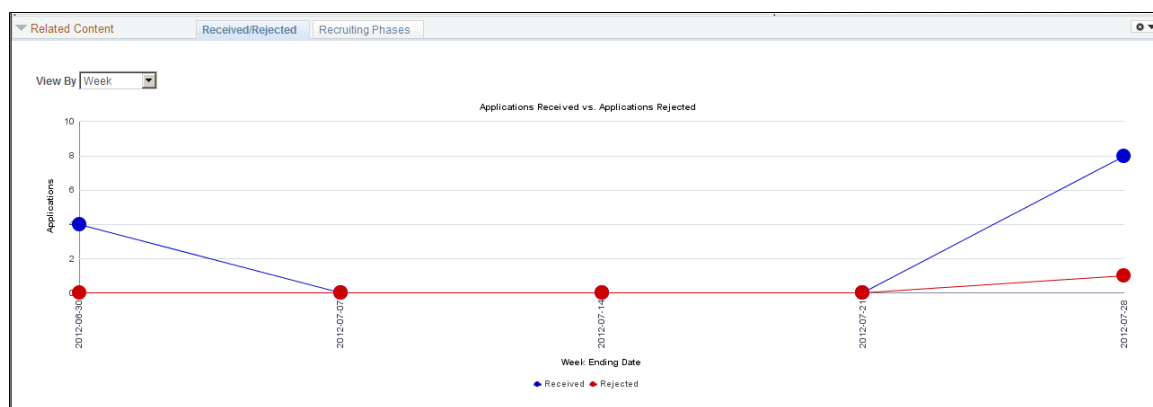 Related Content
Received/Rejected
Recruiting Phases
View By Week
Applications Received vs. Applications Rejected
Applications
10
8
6
2
0
2012-06-30
2012-07-07
2012-07-14
2012-07-21
2012-07-28
Week Ending Date
Received Rejected